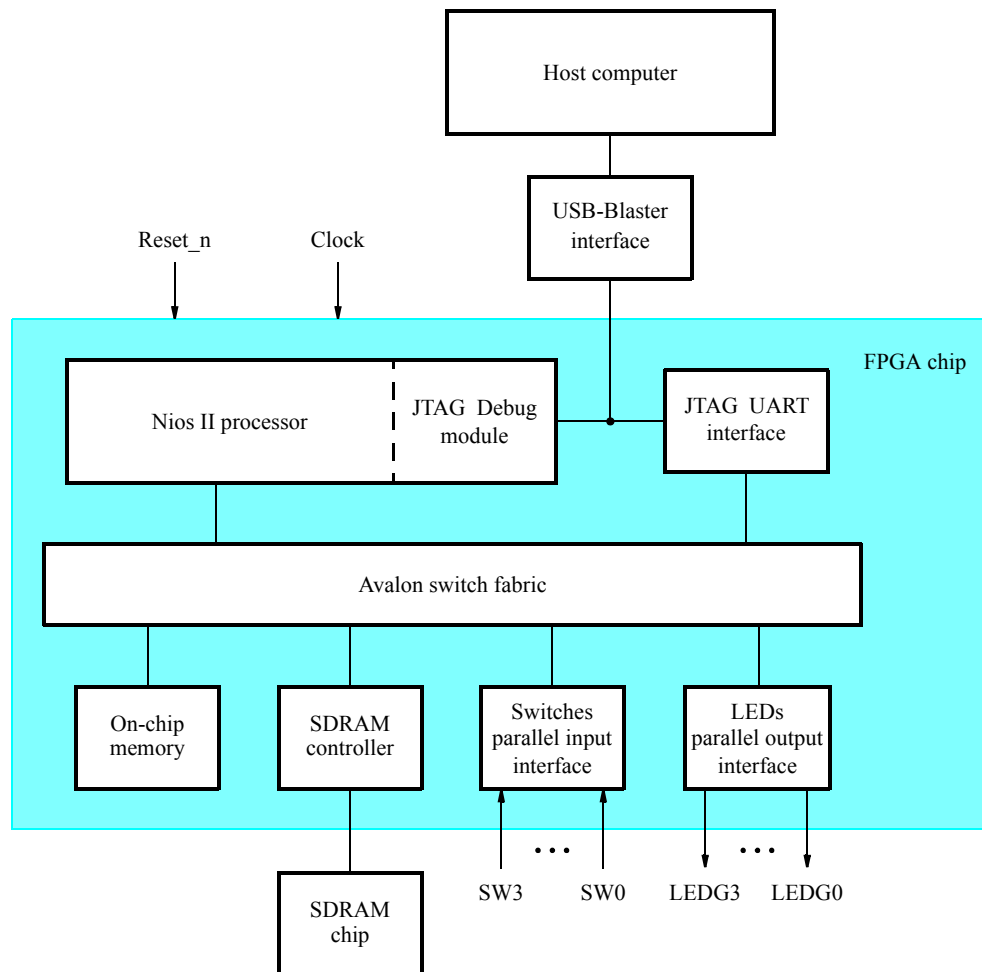 Host computer
USB-Blaster
interface
Reset_n
Clock
FPGA chip
Nios II processor
JTAG Debug
module
JTAG UART
interface
Avalon switch fabric
On-chip
memory
SDRAM
controller
Switches
parallel input
interface
LEDs
parallel output
interface
SW3
SW0
LEDG3
LEDG0
SDRAM
chip